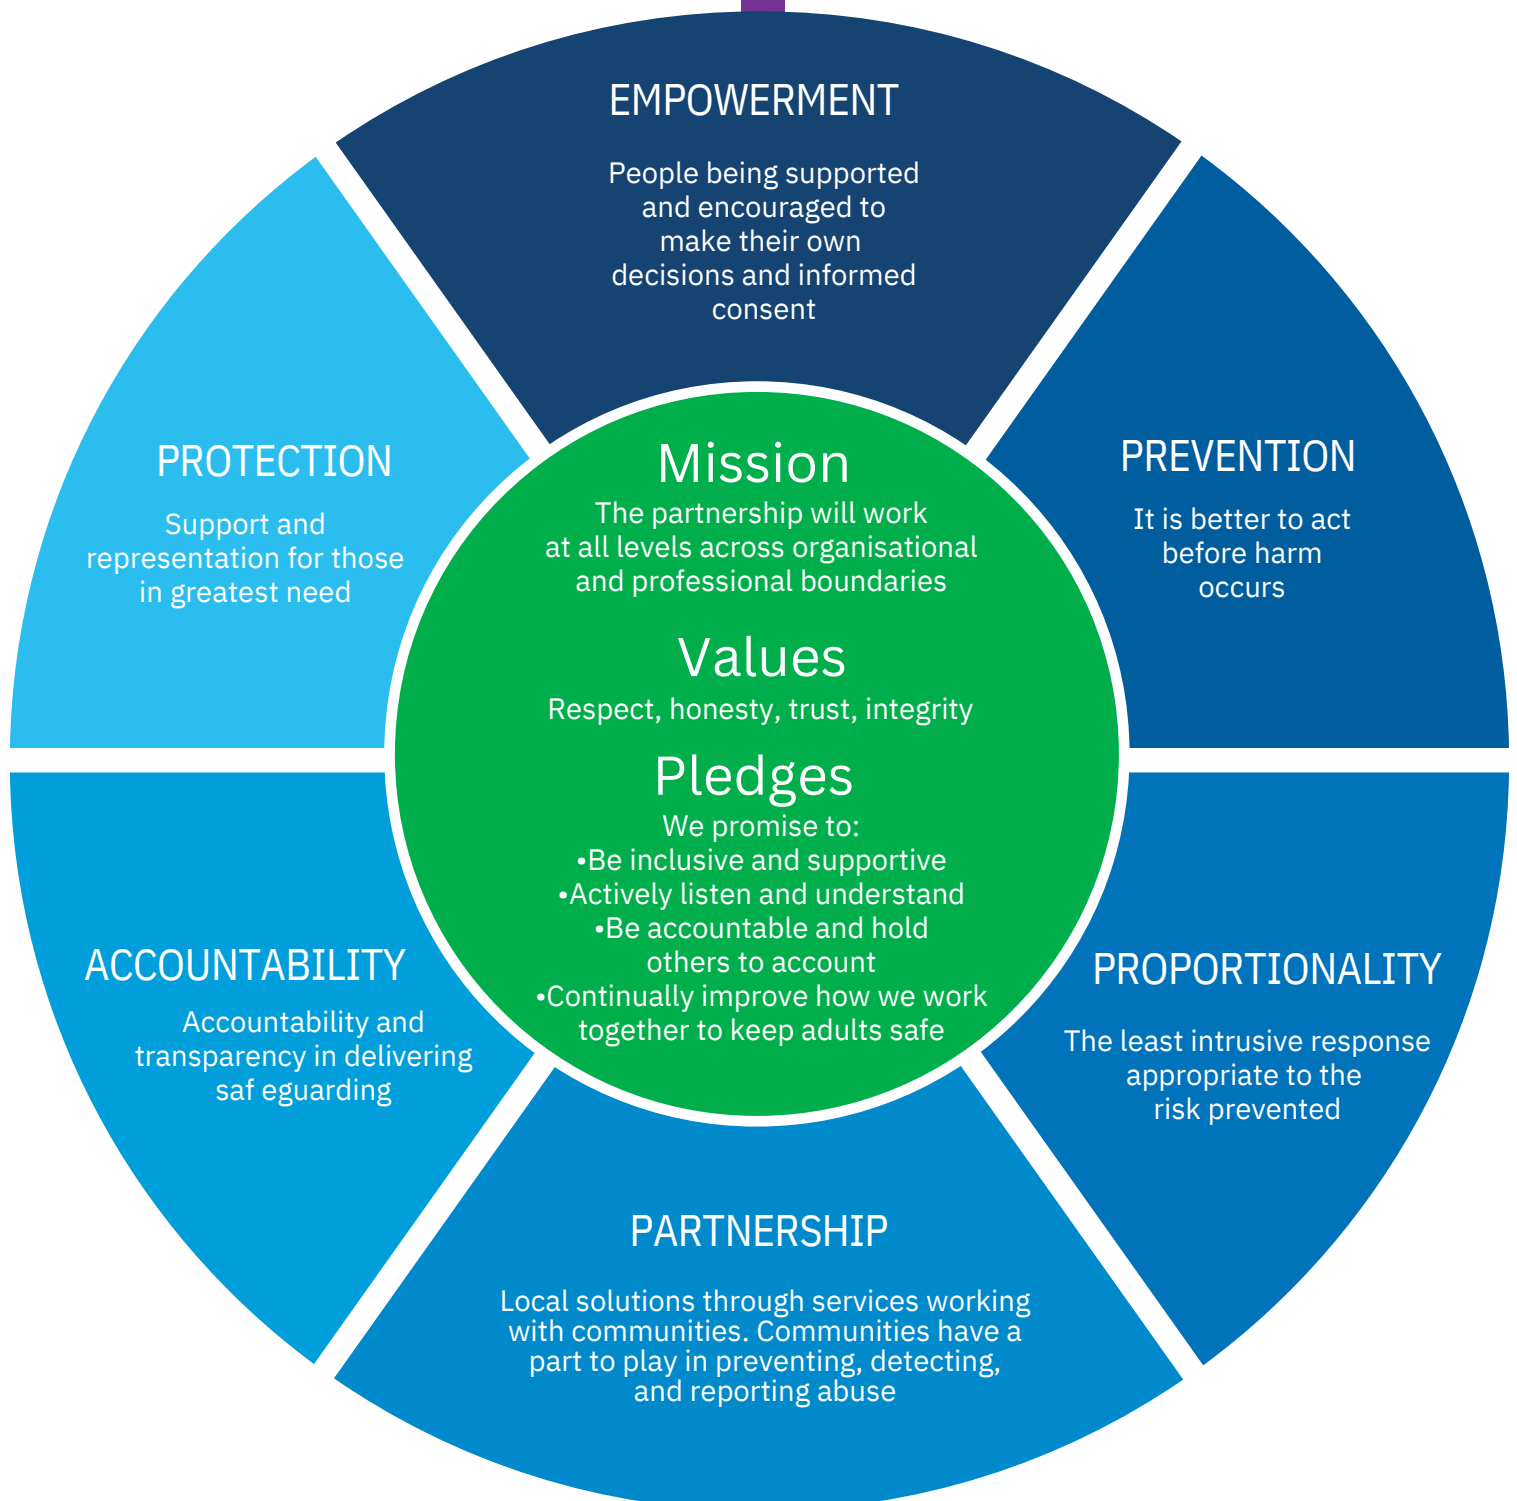 EMPOWERMENT
People being supported
and encouraged to
make their own
decisions and informed
consent
PREVENTION
It is better to act
before harm
occurs
PROPORTIONALITY
The least intrusive response
appropriate to the
risk prevented
PARTNERSHIP
Local solutions through services working
with communities. Communities have a
part to play in preventing, detecting,
and reporting abuse
ACCOUNTABILITY
Accountability and
transparency in delivering
saf eguarding
PROTECTION
Support and
representation for those
in greatest need
Mission
The partnership will work
at all levels across organisational
and professional boundaries
Values
Respect, honesty, trust, integrity
Pledges
We promise to:
•Be inclusive and supportive
•Actively listen and understand
•Be accountable and hold
others to account
•Continually improve how we work
together to keep adults safe